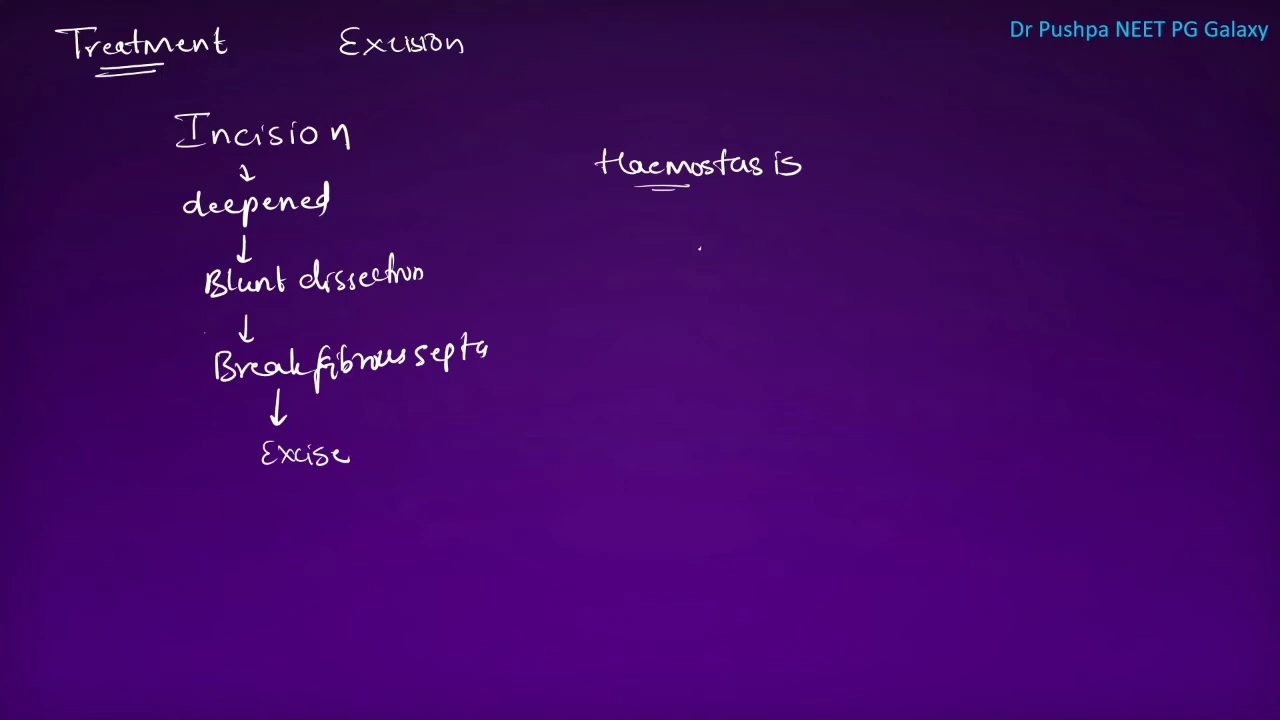 Treatment Excision
Dr Pushpa NEET PG Galaxy
Incision
↓
deepened
↓
Blunt dissection
↓
Break fibrous septa
↓
Excise
Haemostasis